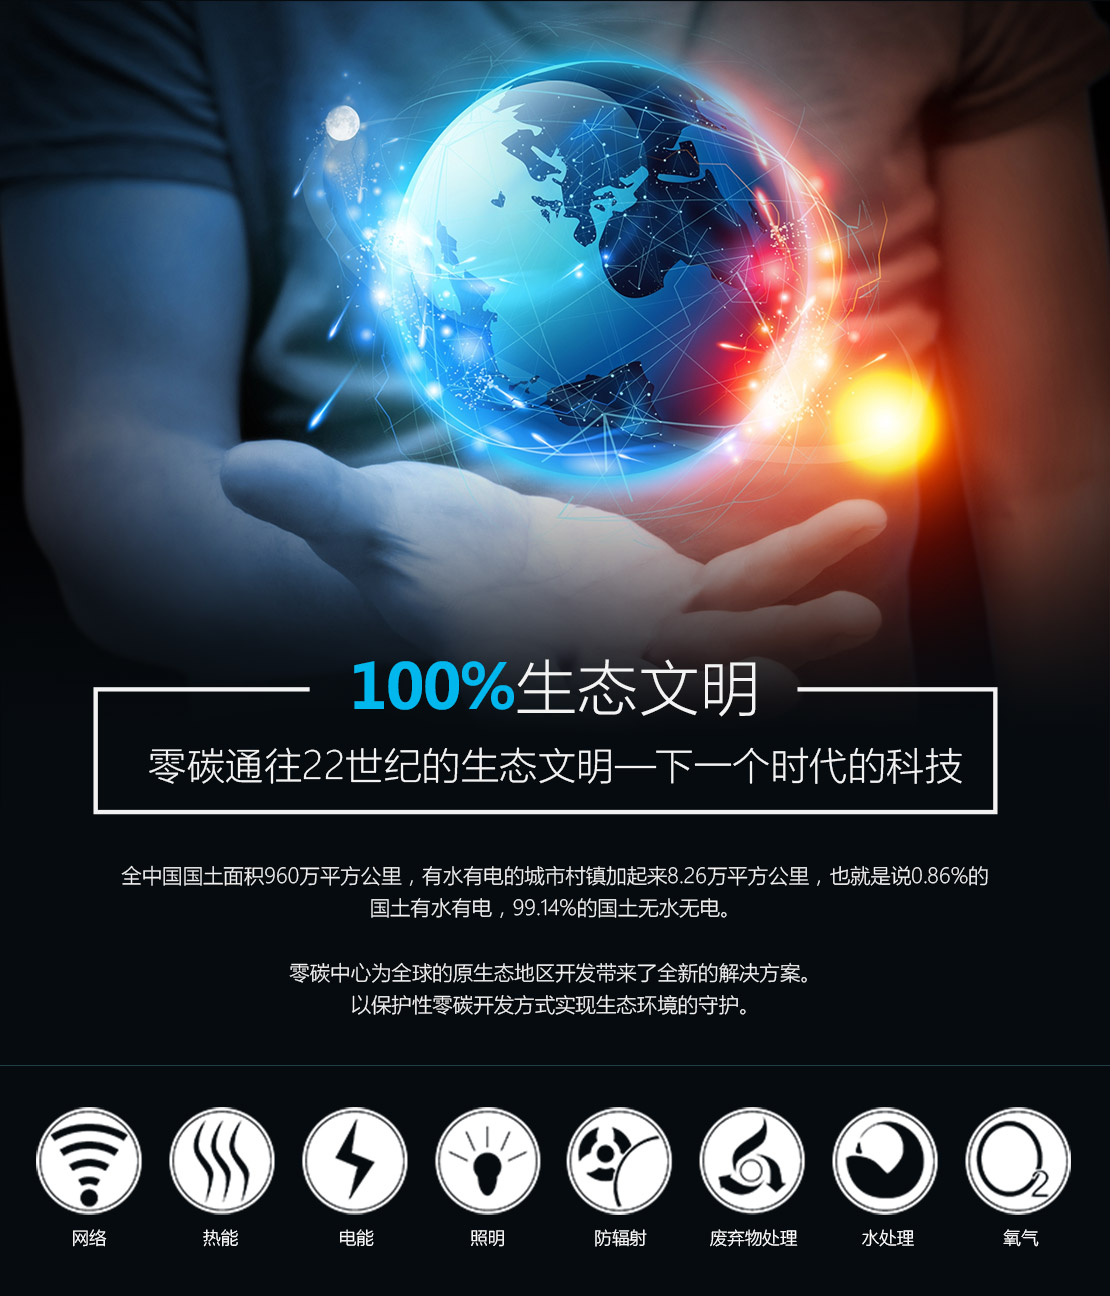 100%生态文明
零碳通往22世纪的生态文明—下一个时代的科技
全中国国土面积960万平方公里，有水有电的城市村镇加起来8.26万平方公里，也就是说0.86%的
国土有水有电，99.14%的国土无水无电。
零碳中心为全球的原生态地区开发带来了全新的解决方案。
以保护性零碳开发方式实现生态环境的守护。
O2
网络 热能 电能 照明 防辐射 废弃物处理 水处理 氧气